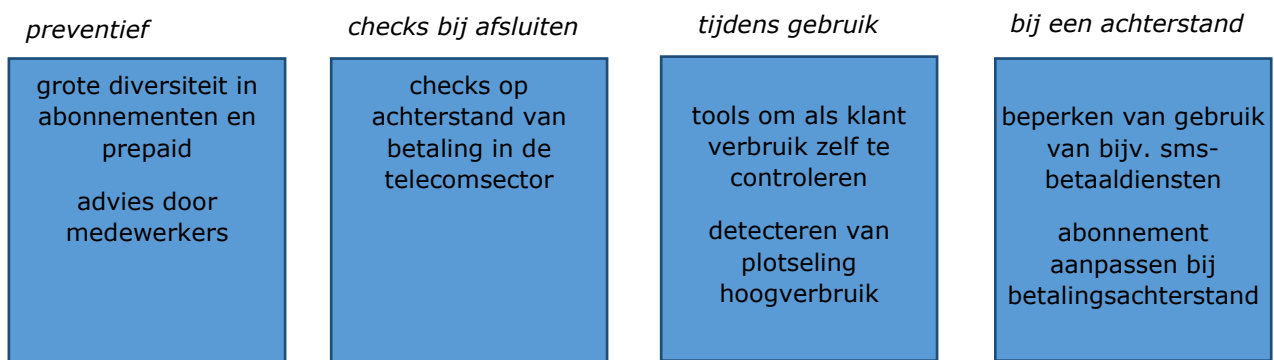 preventief
grote diversiteit in
abonnementen en
prepaid
advies door
medewerkers
checks bij afsluiten
checks op
achterstand van
betaling in de
telecomsector
tijdens gebruik
tools om als klant
verbruik zelf te
controleren
detecteren van
plotseling
hoogverbruik
bij een achterstand
beperken van gebruik
van bijv. sms-
betaaldiensten
abonnement
aanpassen bij
betalingsachterstand